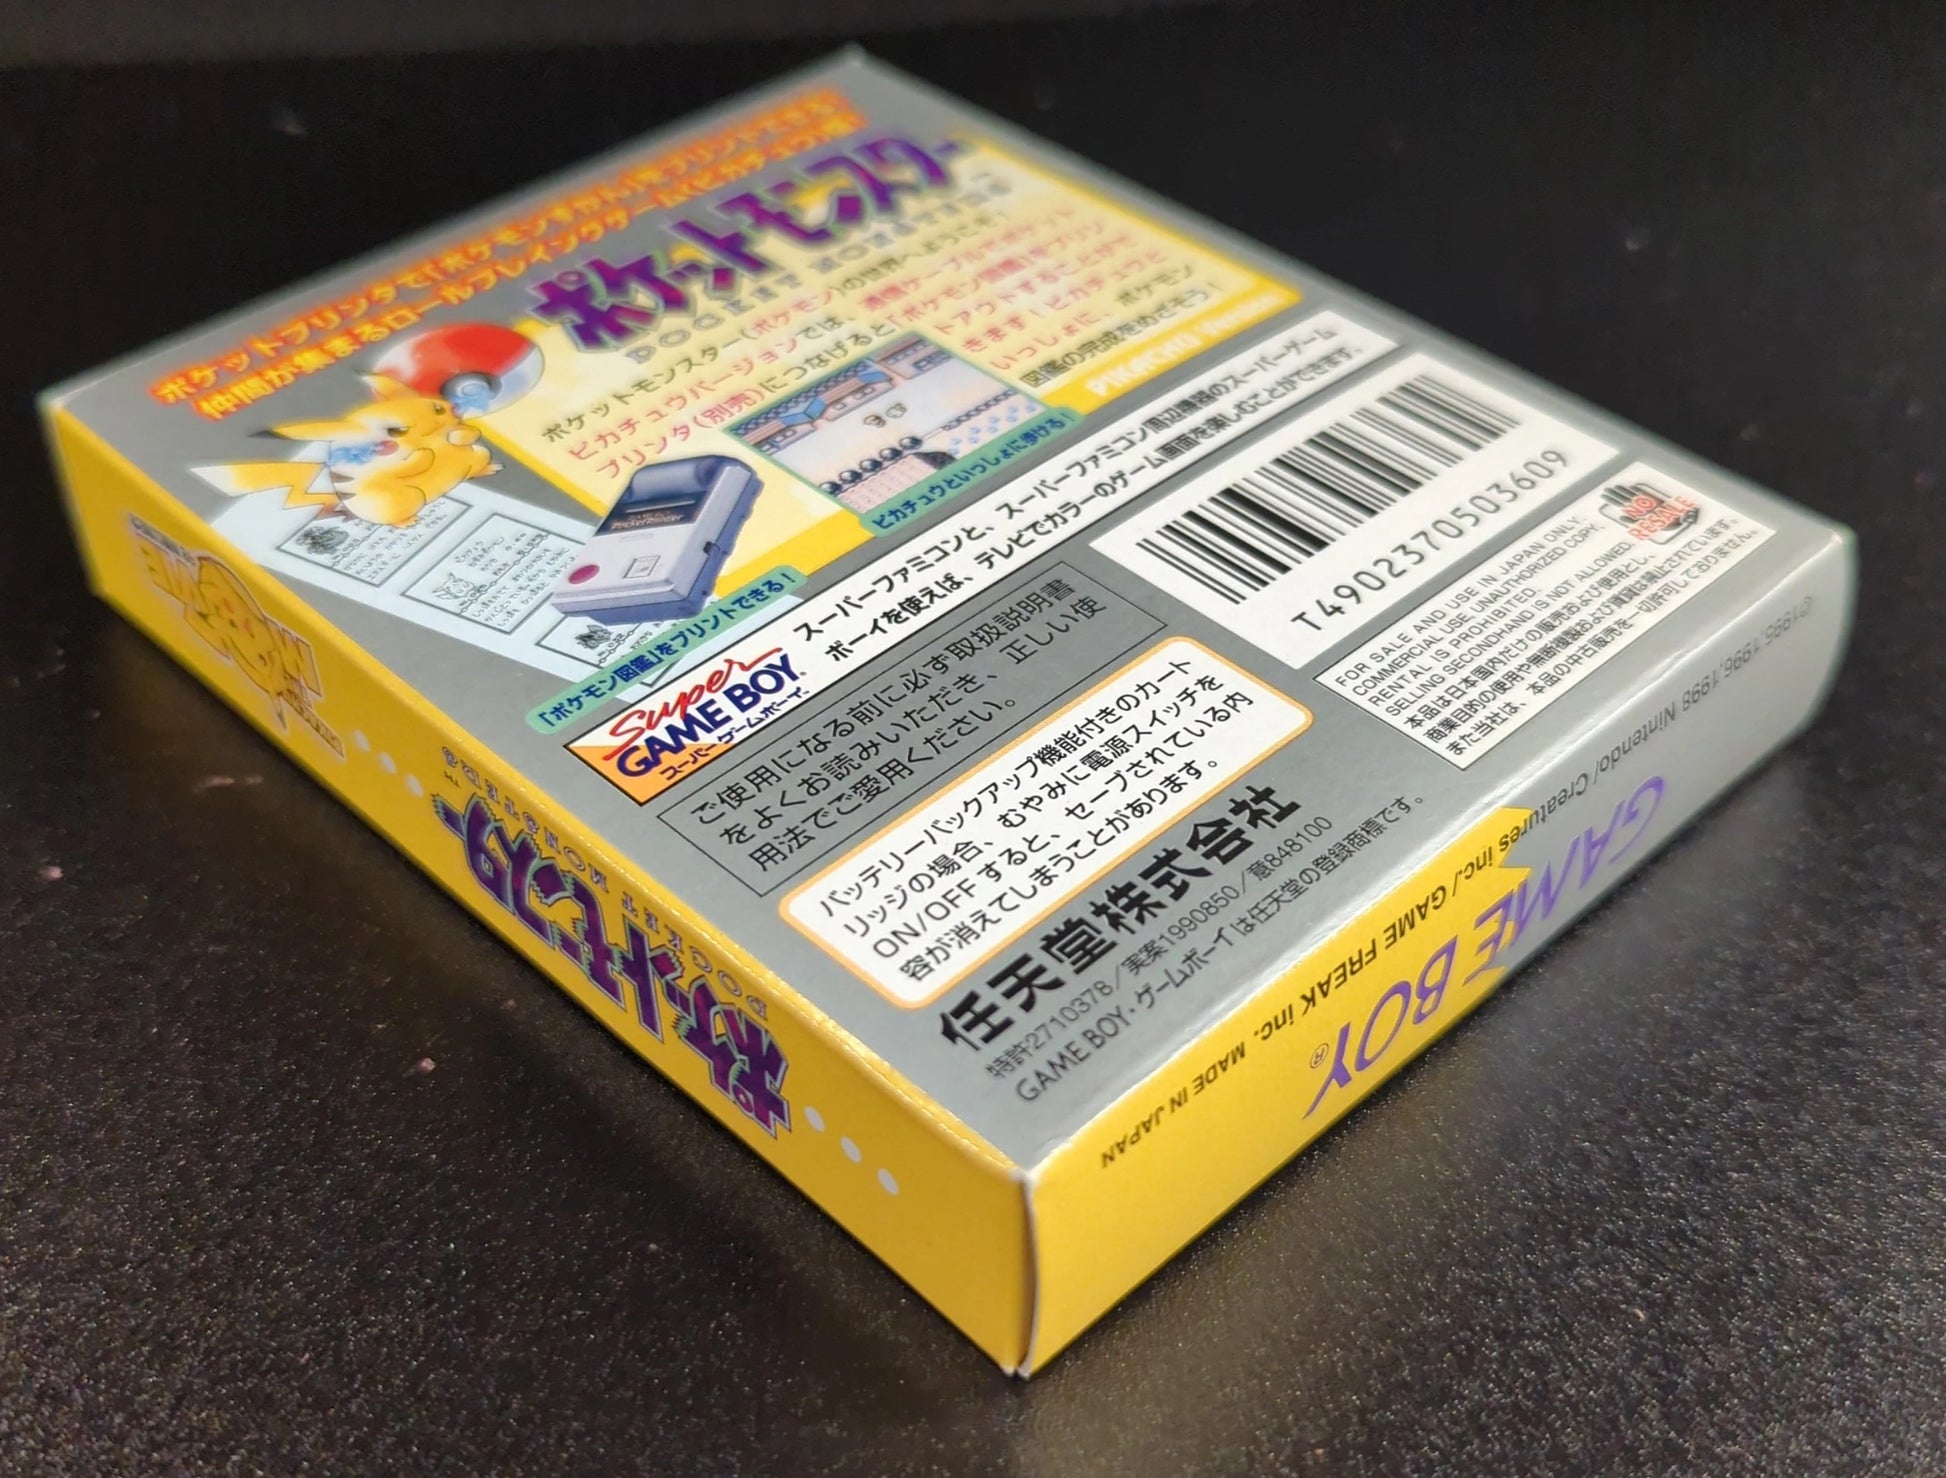 ポケットプリンタで「ポケモンずかん」をプリントできる!
仲間が集まるロールプレイングゲーム〈ピカチュウ〉版!
ポケットモンスター
POCKET MONSTERS
ポケットモンスター(ポケモン)の世界へようこそ!
ピカチュウバージョンでは、通信ケーブルでポケット
プリンタ(別売)につなげると「ポケモン図鑑」をプリン
トアウトすることがで
きます!ピカチュウと
いっしょに、ポケモン
図鑑の完成をめざそう!
PIKACHU Version
ピカチュウといっしょに歩ける!
「ポケモン図鑑」をプリントできる!
Super
GAME BOY
スーパーゲームボーイ™
スーパーファミコンと、スーパーファミコン周辺機器のスーパーゲーム
ボーイを使えば、テレビでカラーのゲーム画面を楽しむことができます。
ご使用になる前に必ず取扱説明書
をよくお読みいただき、正しい使
用法でご愛用ください。
バッテリーバックアップ機能付きのカート
リッジの場合、むやみに電源スイッチを
ON/OFFすると、セーブされている内
容が消えてしまうことがあります。
T4902370503609
FOR SALE AND USE IN JAPAN ONLY.
COMMERCIAL USE, UNAUTHORIZED COPY,
RENTAL IS PROHIBITED.
SELLING SECONDHAND IS NOT ALLOWED.
本品は日本国内だけの販売および使用とし、
商業目的の使用や無断複製および賃貸は禁止されています。
また当社は、本品の中古販売を一切許可しておりません。
NO
RESALE
任天堂株式会社
特許2710378/実案1990850/意848100
GAME BOY・ゲームボーイは任天堂の登録商標です。
ポケットモンスター
POCKET MONSTERS
™
GAME BOY®
©1995,1996,1998 Nintendo/Creatures inc./GAME FREAK inc. MADE IN JAPAN